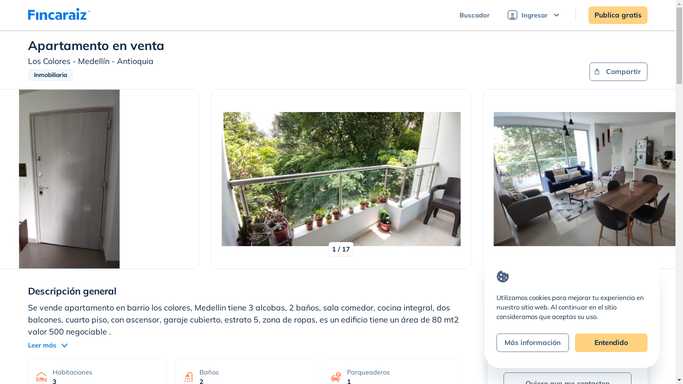 Fincaraiz
Buscador
Ingresar
Publica gratis
Apartamento en venta
Los Colores - Medellín - Antioquia
Inmobiliaria
Compartir
1 / 17
Descripción general
Se vende apartamento en barrio los colores, Medellin tiene 3 alcobas, 2 baños, sala comedor, cocina integral, dos
balcones, cuarto piso, con ascensor, garaje cubierto, estrato 5, zona de ropas, es un edificio tiene un área de 80 mt2
valor 500 negociable .
Leer más
Habitaciones
3
Baños
2
Parqueaderos
1
Utilizamos cookies para mejorar tu experiencia en
nuestro sitio web. Al continuar en el sitio
consideramos que aceptas su uso.
Más información
Entendido
Quiero que me contacten